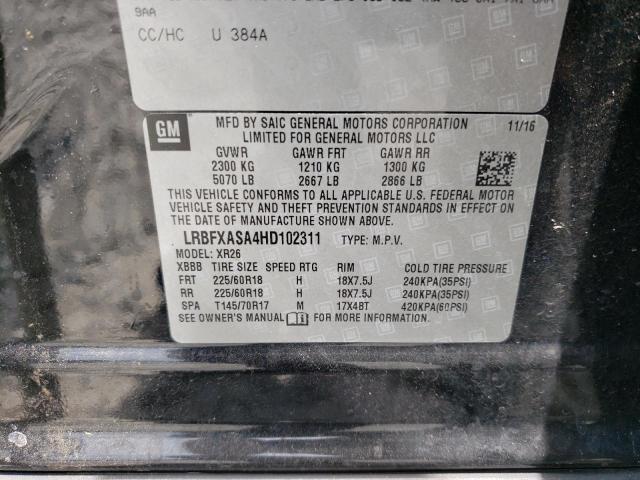 9AA
CC/HC U 384A
GM
MFD BY SAIC GENERAL MOTORS CORPORATION 11/16
LIMITED FOR GENERAL MOTORS LLC
GVWR GAWR FRT GAWR RR
2300 KG 1210 KG 1300 KG
5070 LB 2667 LB 2866 LB
THIS VEHICLE CONFORMS TO ALL APPLICABLE U.S. FEDERAL MOTOR
VEHICLE SAFETY AND THEFT PREVENTION STANDARDS IN EFFECT ON THE
DATE OF MANUFACTURE SHOWN ABOVE.
LRBFXASA4HD102311 TYPE: M.P.V.
MODEL: XR26
XBBB TIRE SIZE SPEED RTG RIM COLD TIRE PRESSURE
FRT 225/60R18 H 18X7.5J 240KPA(35PSI)
RR 225/60R18 H 18X7.5J 240KPA(35PSI)
SPA T145/70R17 M 17X4BT 420KPA(60PSI)
SEE OWNER'S MANUAL FOR MORE INFORMATION.